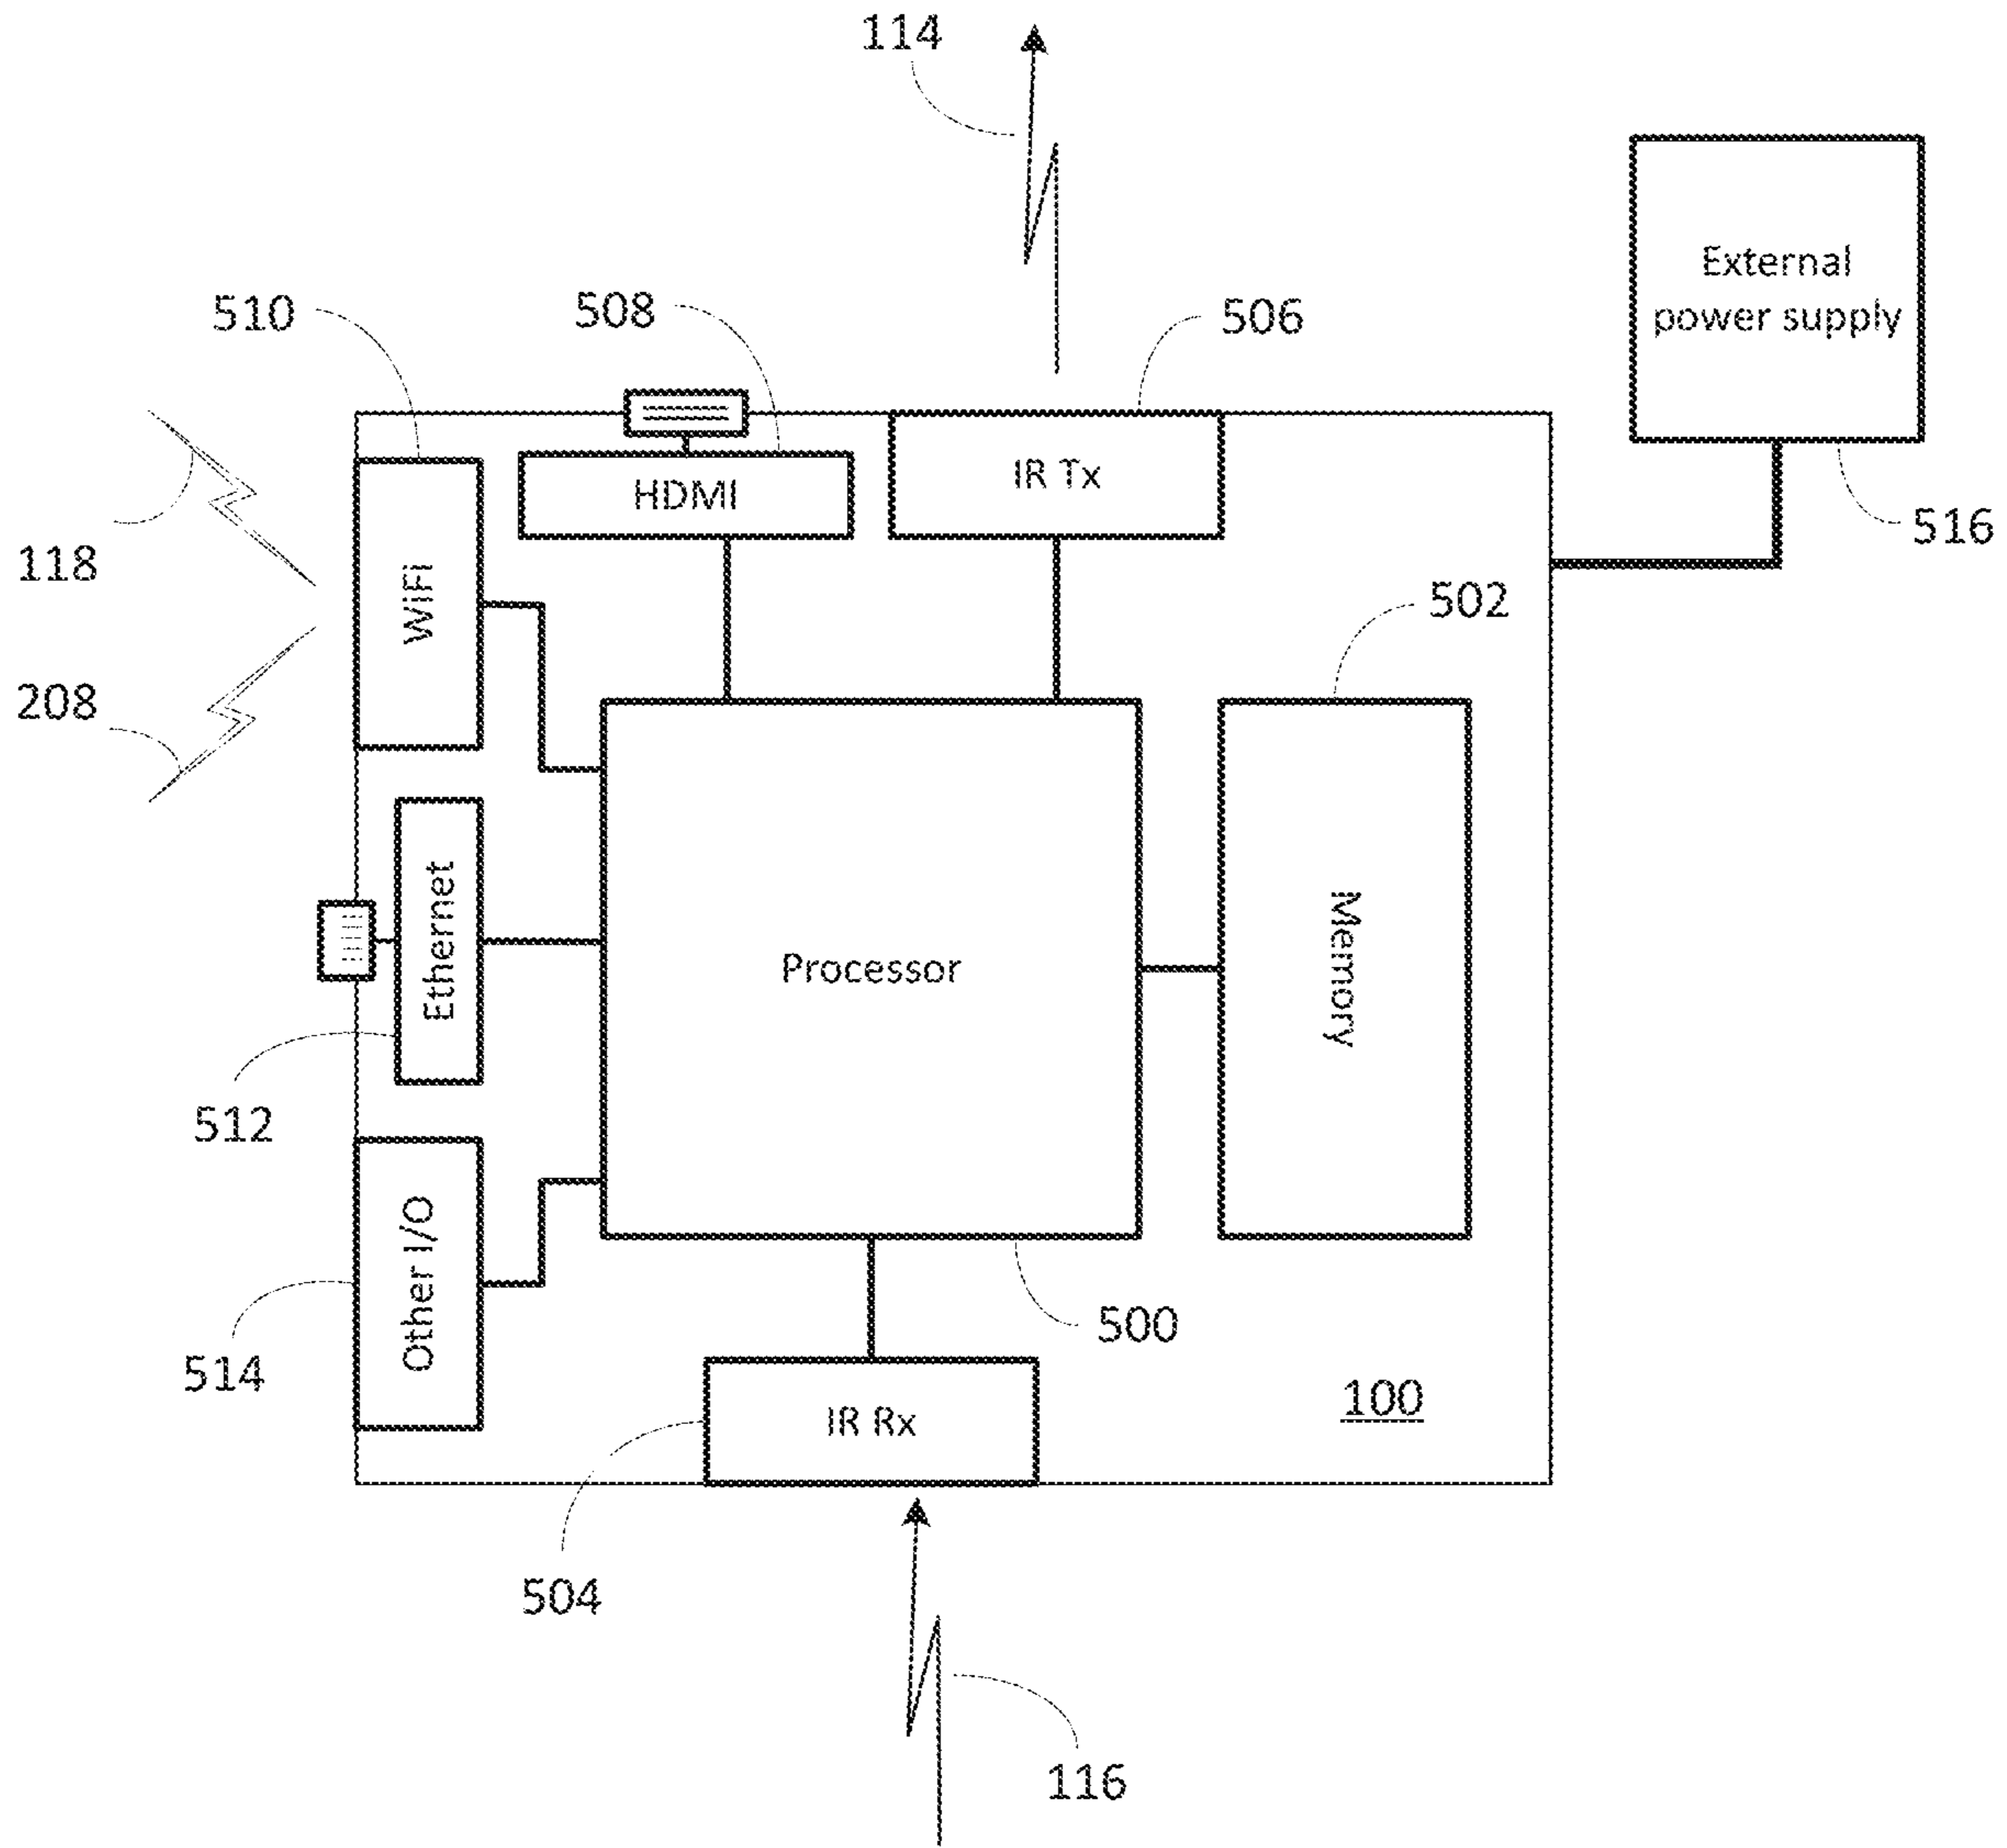 114
External
power supply
510
508
506
516
IR Tx
HDMI
118
WiFi
502
208
Ethernet
Processor
Memory
512
Other I/O
500
514
100
IR Rx
504
116